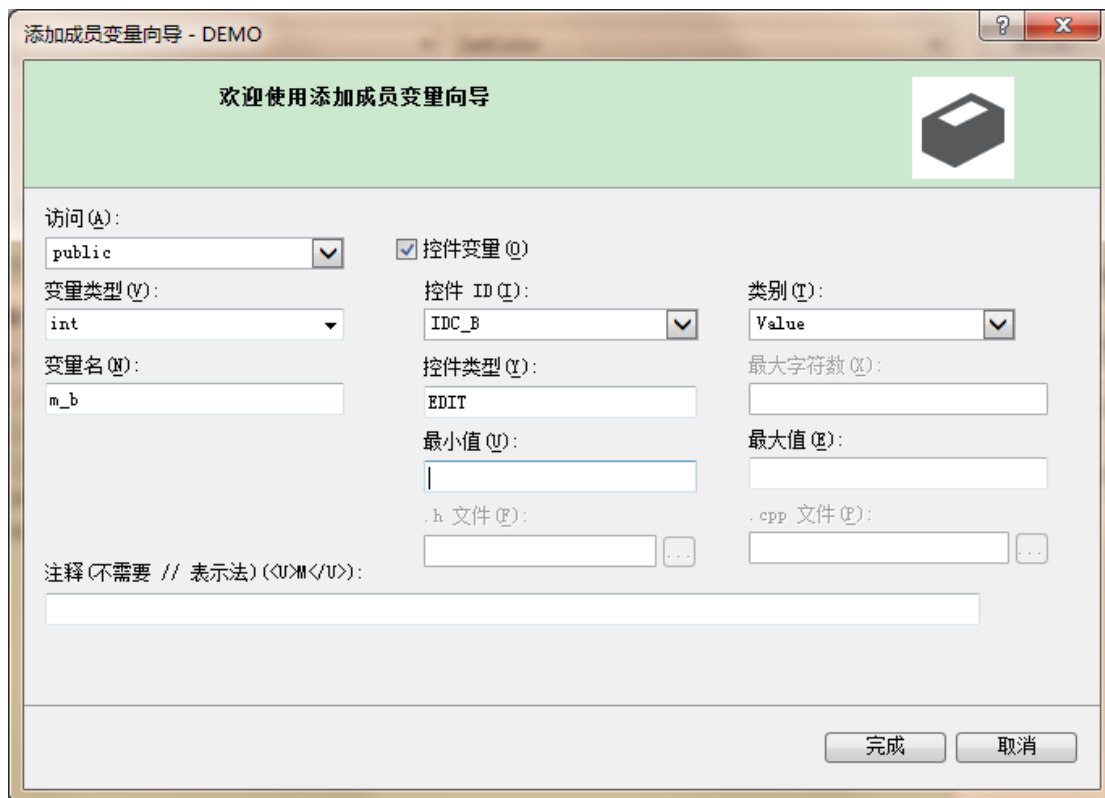 添加成员变量向导 - DEMO
欢迎使用添加成员变量向导
访问(A):
public
控件变量(O)
变量类型(V):
控件 ID(I):
类别(T):
int
IDC_B
Value
变量名(N):
控件类型(Y):
最大字符数(X):
m_b
EDIT
最小值(U):
最大值(E):
.h 文件(F):
.cpp 文件(P):
...
...
注释(不需要 // 表示法)(<U>M</U>):
完成
取消